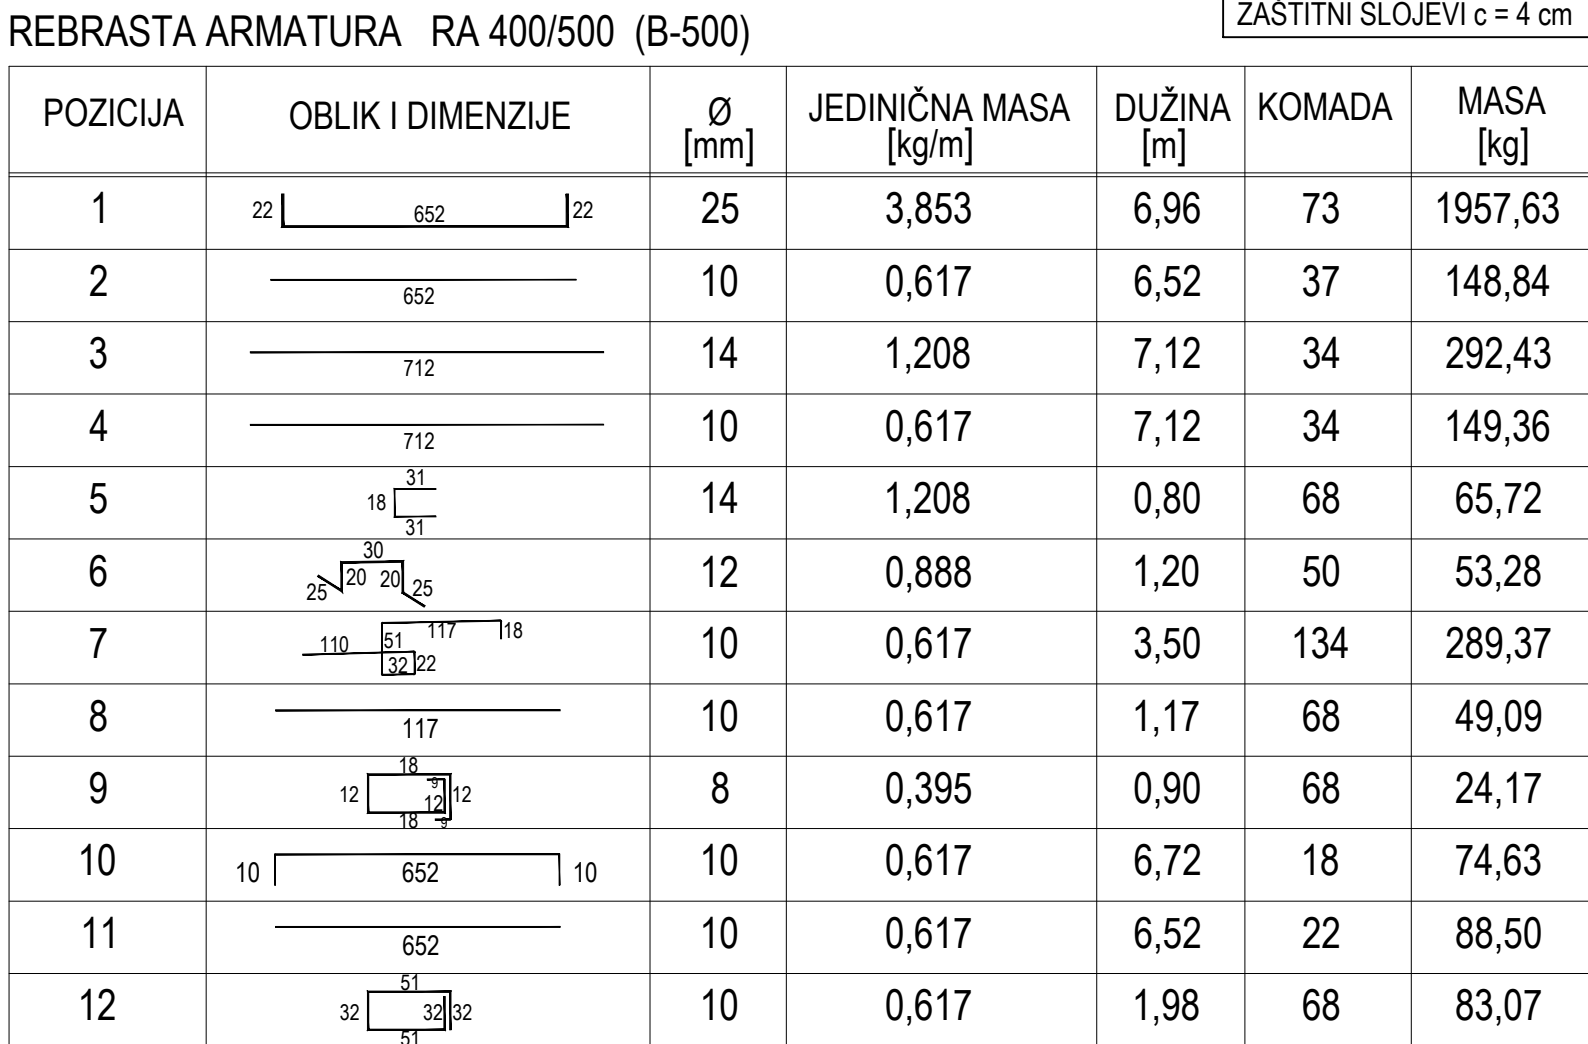 ZAŠTITNI SLOJEVI c = 4 cm
REBRASTA ARMATURA RA 400/500 (B-500)
POZICIJA OBLIK I DIMENZIJE Ø [mm] JEDINIČNA MASA [kg/m] DUŽINA [m] KOMADA MASA [kg]
1 22 652 22 25 3,853 6,96 73 1957,63
2 652 10 0,617 6,52 37 148,84
3 712 14 1,208 7,12 34 292,43
4 712 10 0,617 7,12 34 149,36
5 31 18 31 14 1,208 0,80 68 65,72
6 30 25 20 20 25 12 0,888 1,20 50 53,28
7 110 51 117 18 32 22 10 0,617 3,50 134 289,37
8 117 10 0,617 1,17 68 49,09
9 18 12 9 12 12 18 9 8 0,395 0,90 68 24,17
10 10 652 10 10 0,617 6,72 18 74,63
11 652 10 0,617 6,52 22 88,50
12 51 32 32 32 51 10 0,617 1,98 68 83,07